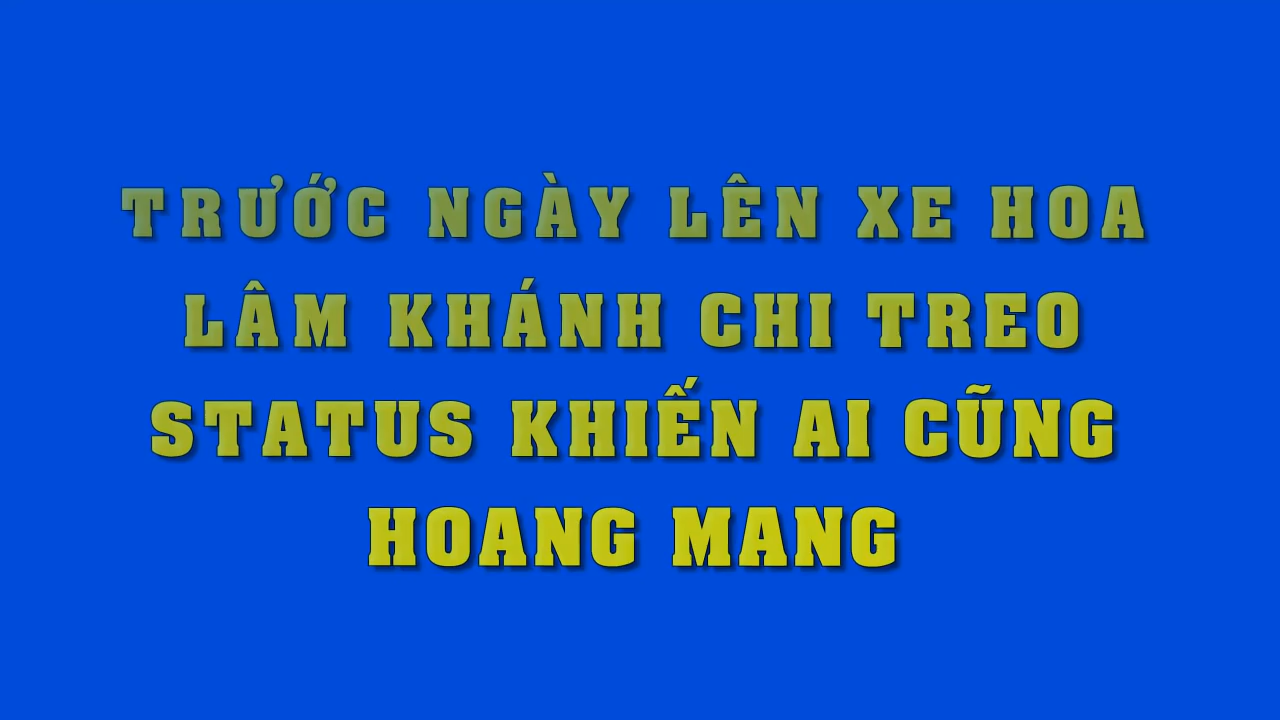 TRƯỚC NGÀY LÊN XE HOA
LÂM KHÁNH CHI TREO
STATUS KHIẾN AI CŨNG
HOANG MANG